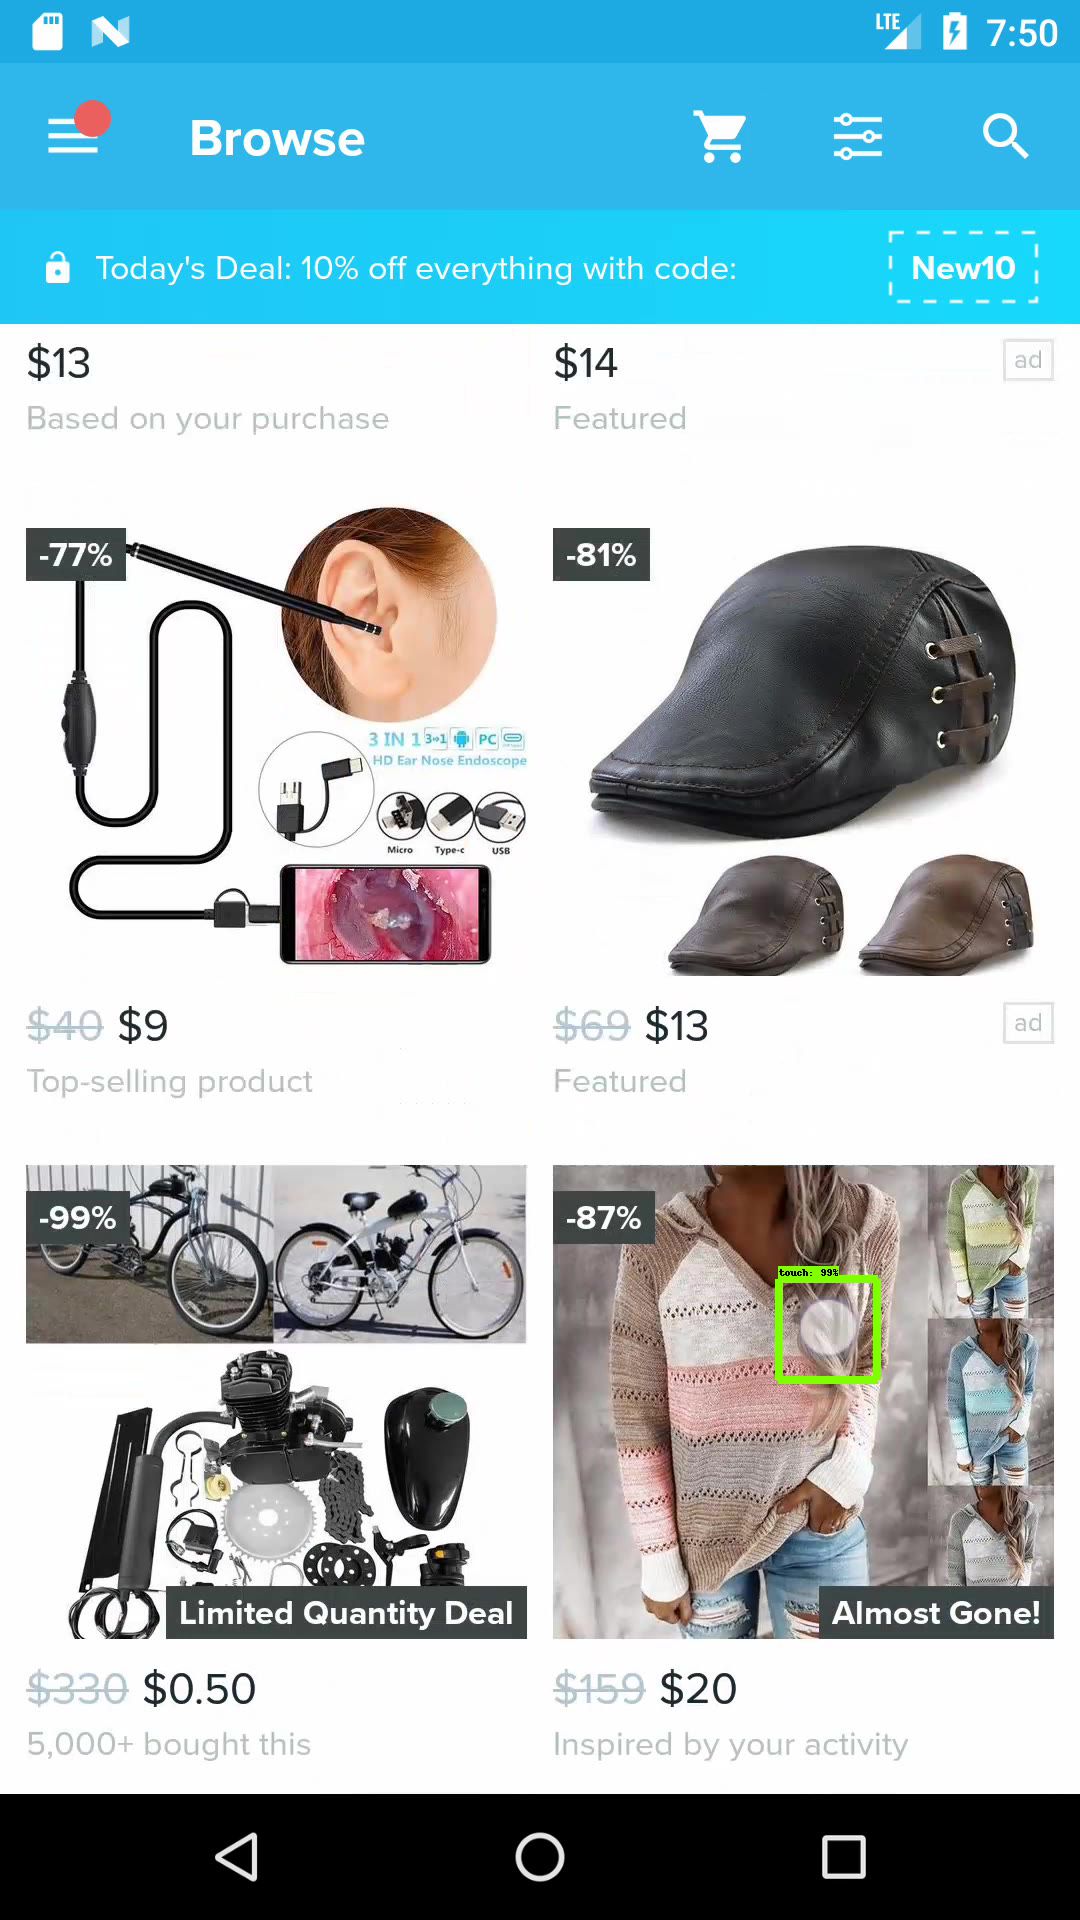 LTE 7:50
Browse
Today's Deal: 10% off everything with code: New10
$13
Based on your purchase
$14 ad
Featured
-77%
3 IN 1 3in1 PC
HD Ear Nose Endoscope
Micro Type-c USB
$40 $9
Top-selling product
-81%
$69 $13 ad
Featured
-99%
Limited Quantity Deal
$330 $0.50
5,000+ bought this
-87%
touch: 99%
Almost Gone!
$159 $20
Inspired by your activity